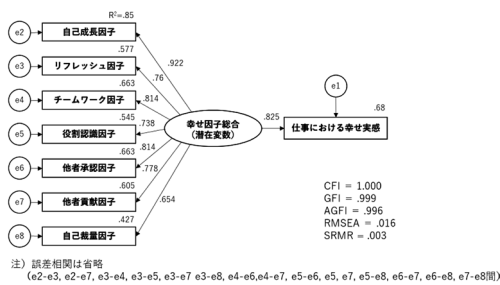 R²=.85
e2
自己成長因子
.922
.577
e3
リフレッシュ因子
.76
.663
e4
チームワーク因子
.814
.545
e5
役割認識因子
.738
.663
e6
他者承認因子
.814
.605
e7
他者貢献因子
.778
.427
e8
自己裁量因子
.654
幸せ因子総合
（潜在変数）
.825
e1
.68
仕事における幸せ実感
CFI = 1.000
GFI = .999
AGFI = .996
RMSEA = .016
SRMR = .003
注）誤差相関は省略
（e2-e3, e2-e7, e3-e4, e3-e5, e3-e7 e3-e8, e4-e6,e4-e7, e5-e6, e5, e7, e5-e8, e6-e7, e6-e8, e7-e8間）